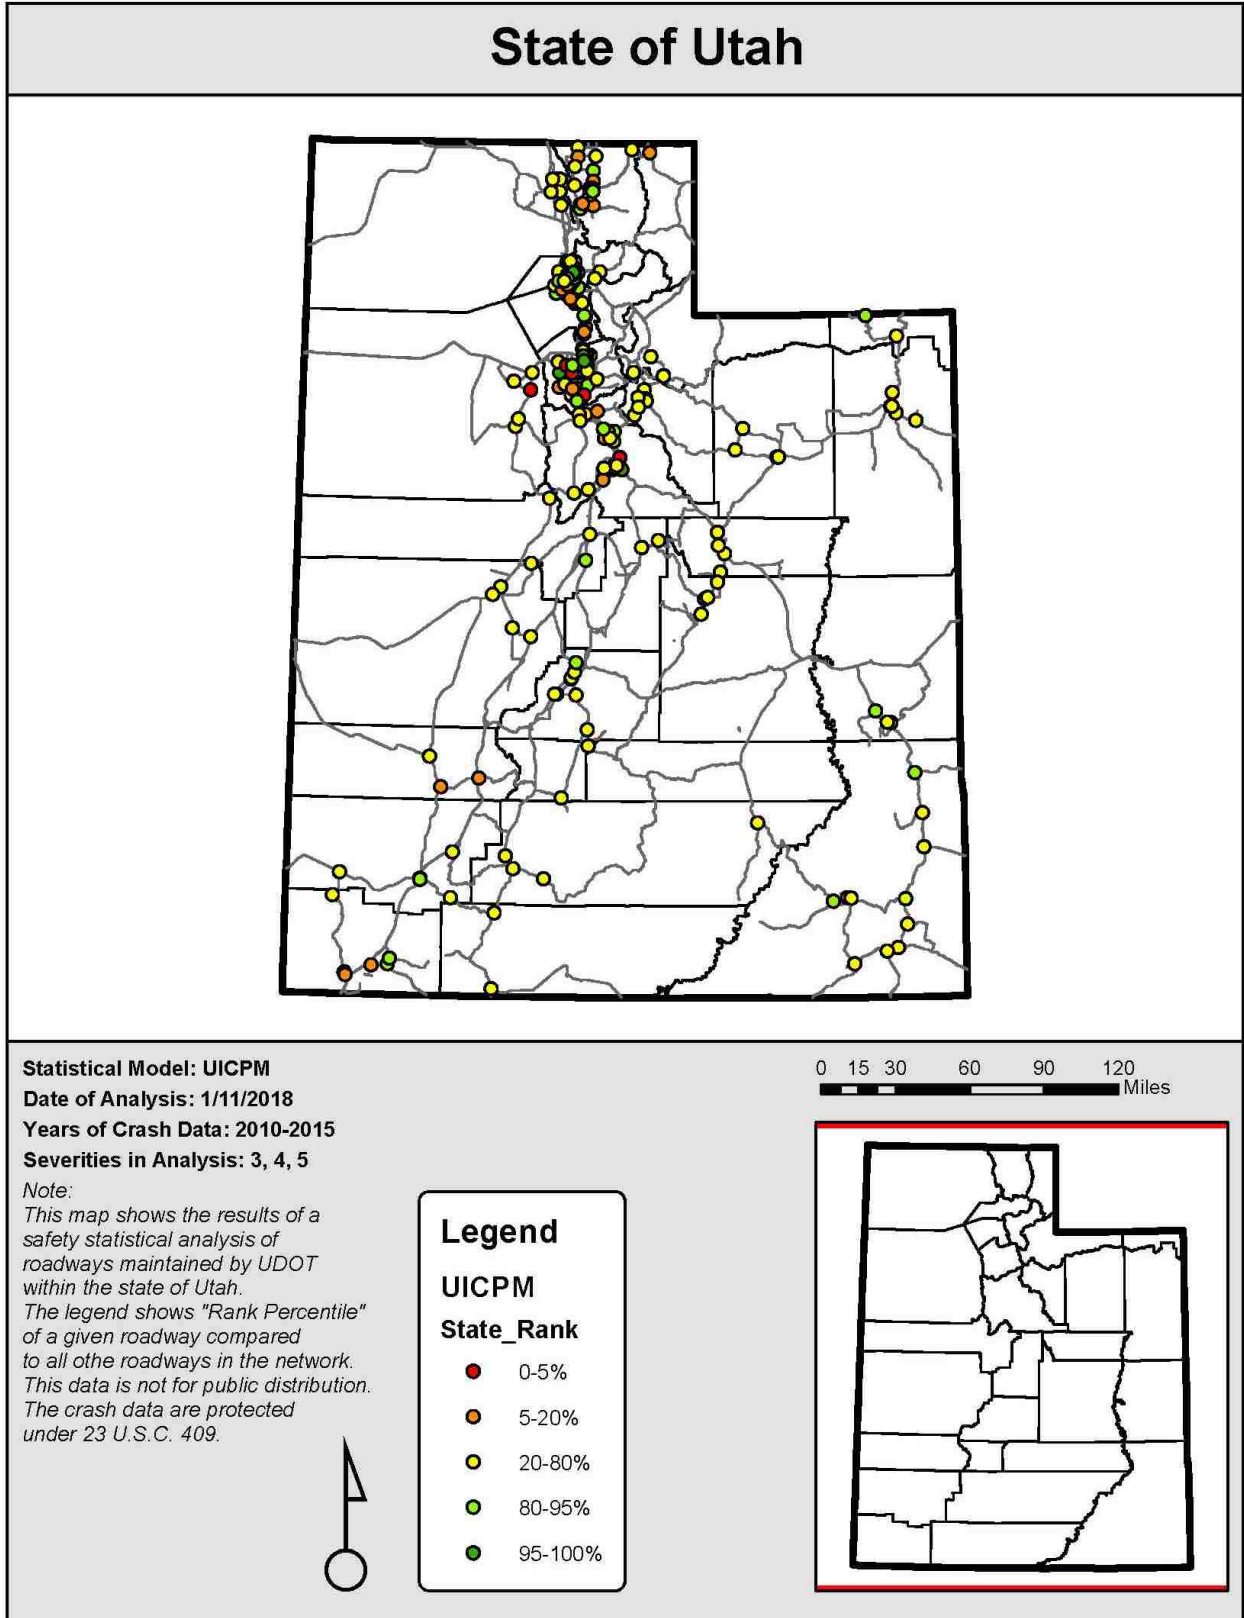 State of Utah
Statistical Model: UICPM
Date of Analysis: 1/11/2018
Years of Crash Data: 2010-2015
Severities in Analysis: 3, 4, 5
Note:
This map shows the results of a
safety statistical analysis of
roadways maintained by UDOT
within the state of Utah.
The legend shows "Rank Percentile"
of a given roadway compared
to all othe roadways in the network.
This data is not for public distribution.
The crash data are protected
under 23 U.S.C. 409.
Legend
UICPM
State_Rank
0-5%
5-20%
20-80%
80-95%
95-100%
0 15 30 60 90 120
Miles